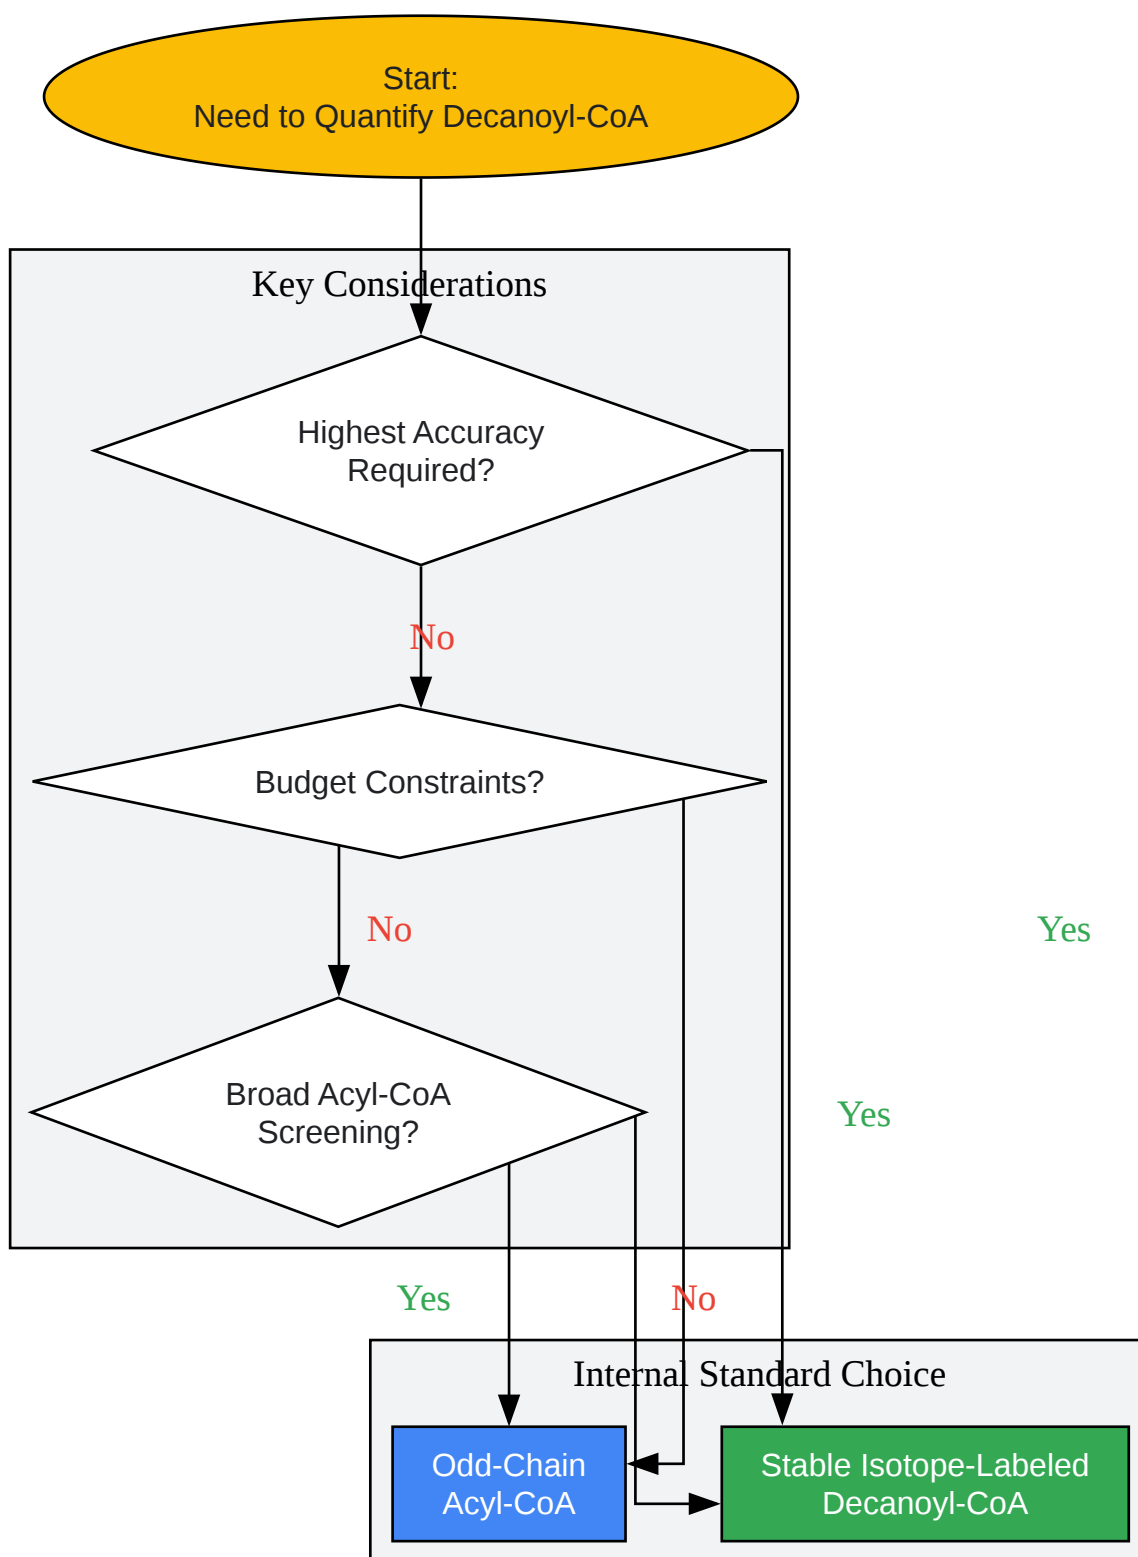 Start:
Need to Quantify Decanoyl-CoA
Key Considerations
Highest Accuracy
Required?
No
Budget Constraints?
No
Yes
Broad Acyl-CoA
Screening?
Yes
Yes
No
Internal Standard Choice
Odd-Chain
Acyl-CoA
Stable Isotope-Labeled
Decanoyl-CoA